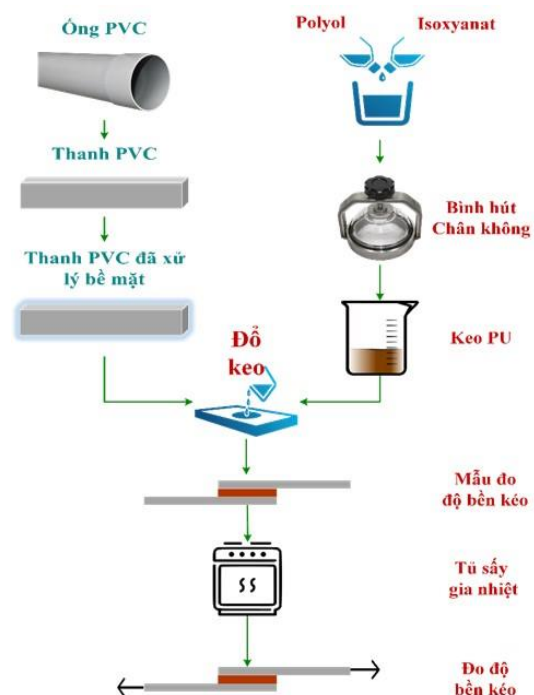 Ống PVC
Polyol
Isoxyanat
Thanh PVC
Bình hút
Chân không
Thanh PVC đã xử
lý bề mặt
Keo PU
Đổ
keo
Mẫu đo
độ bền kéo
Tủ sấy
gia nhiệt
Đo độ
bền kéo